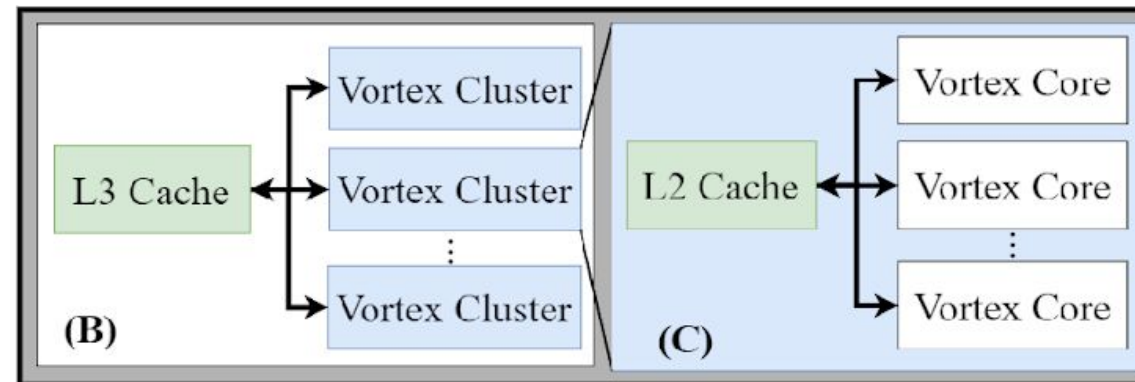 Vortex Cluster
L3 Cache
Vortex Cluster
Vortex Cluster
(B)
Vortex Core
L2 Cache
Vortex Core
Vortex Core
(C)